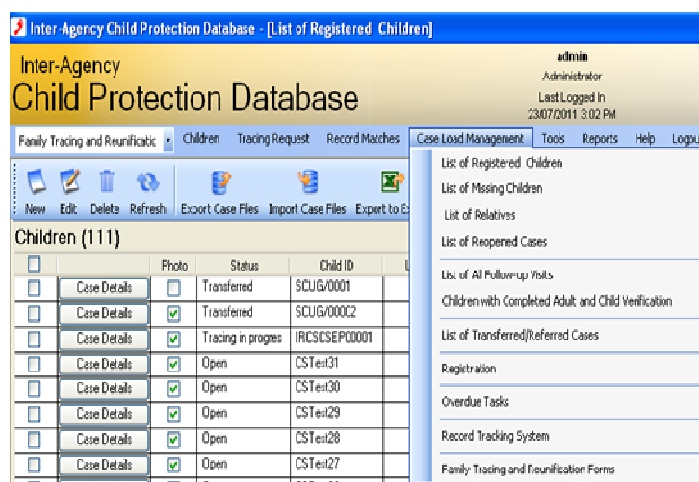 Inter-Agency Child Protection Database - [List of Registered Children]
Inter-Agency
Child Protection Database
admin
Administrator
Last Logged In
23/07/2011 3:02 PM
Family Tracing and Reunificatic Children Tracing Request Record Matches Case Load Management Tools Reports Help Logou
New Edit Delete Refresh Export Case Files Import Case Files Export to E
Children (111)
Photo Status Child ID L
Case Details Transferred SCUG/0001
Case Details Transferred SCUG/00002
Case Details Tracing in progres IRCSCSEPC0001
Case Details Open CSTest31
Case Details Open CSTest30
Case Details Open CSTest29
Case Details Open CSTest28
Case Details Open CSTest27
List of Registered Children
List of Missing Children
List of Relatives
List of Reopened Cases
List of All Follow-up Visits
Children with Completed Adult and Child Verification
List of Transferred/Referred Cases
Registration
Overdue Tasks
Record Tracking System
Family Tracing and Reunification Forms